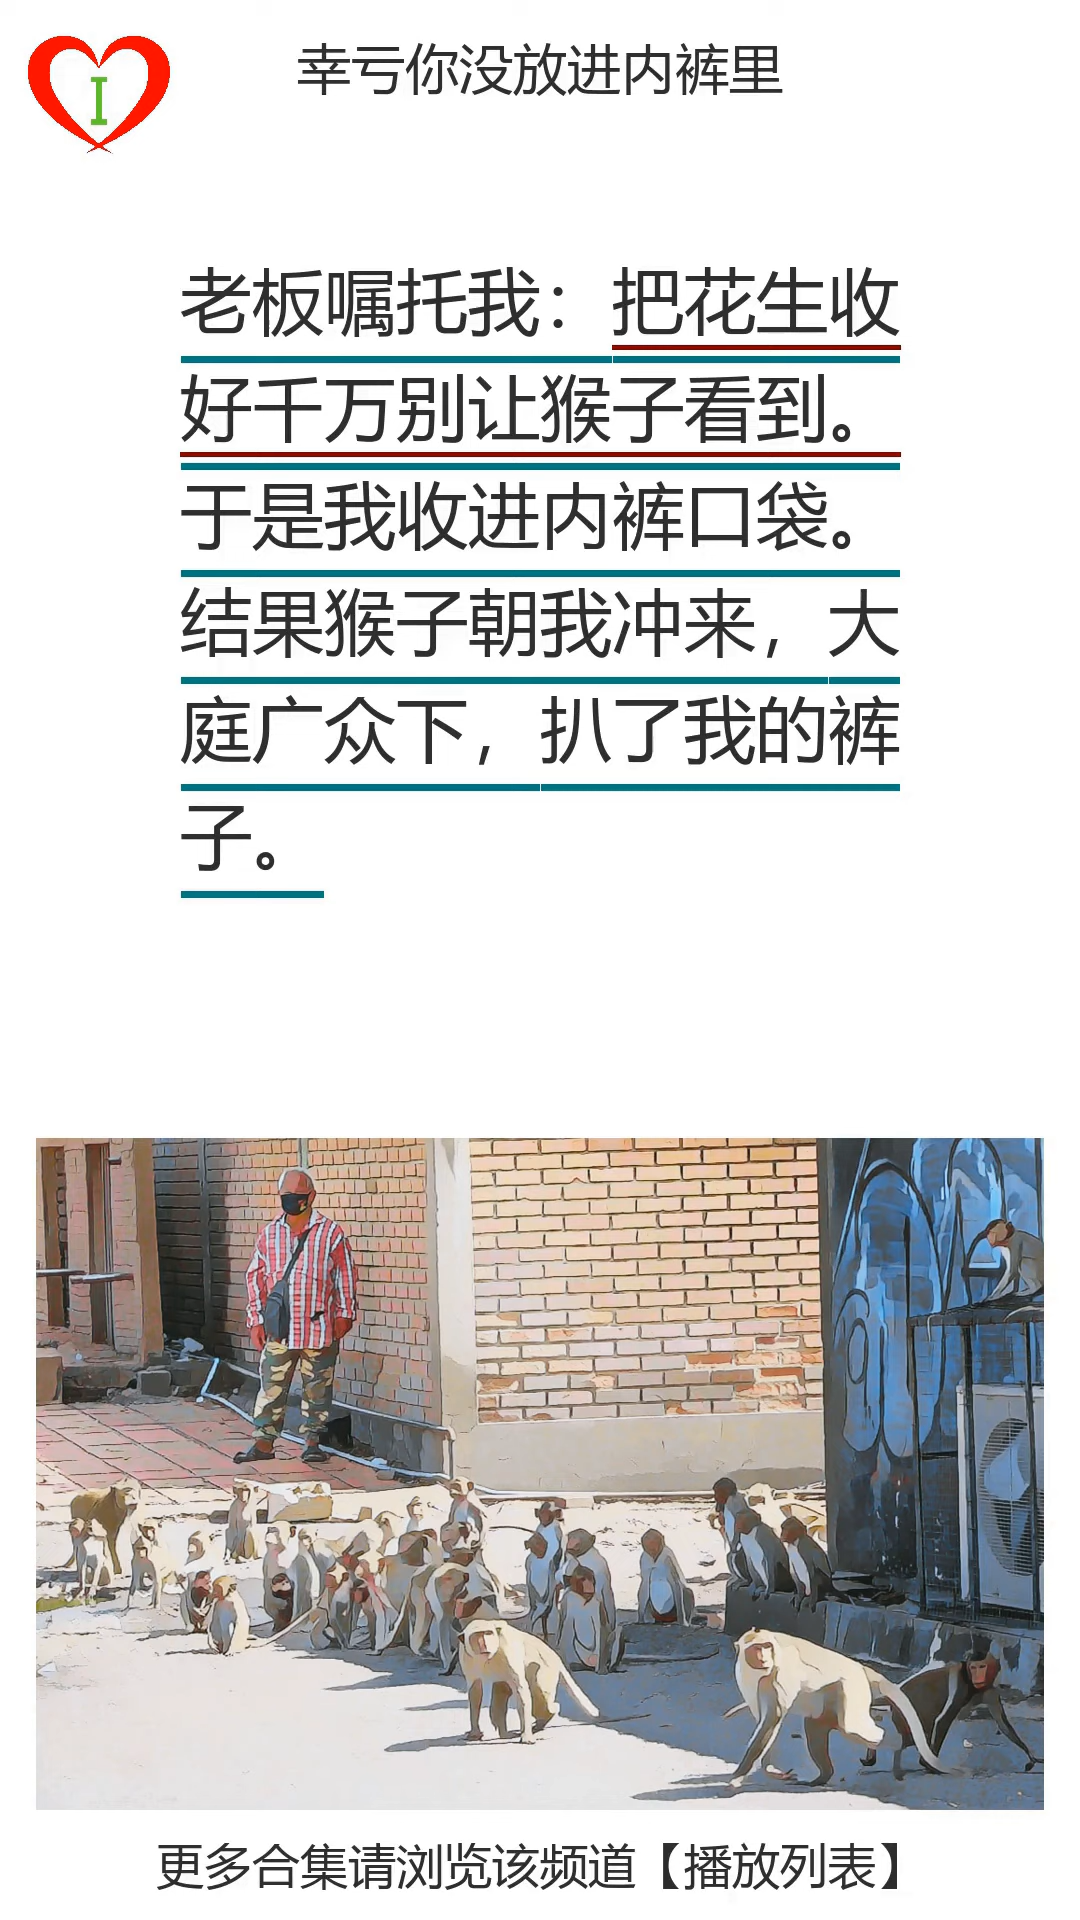 I
幸亏你没放进内裤里
老板嘱托我：把花生收
好千万别让猴子看到。
于是我收进内裤口袋。
结果猴子朝我冲来，大
庭广众下，扒了我的裤
子。
更多合集请浏览该频道【播放列表】